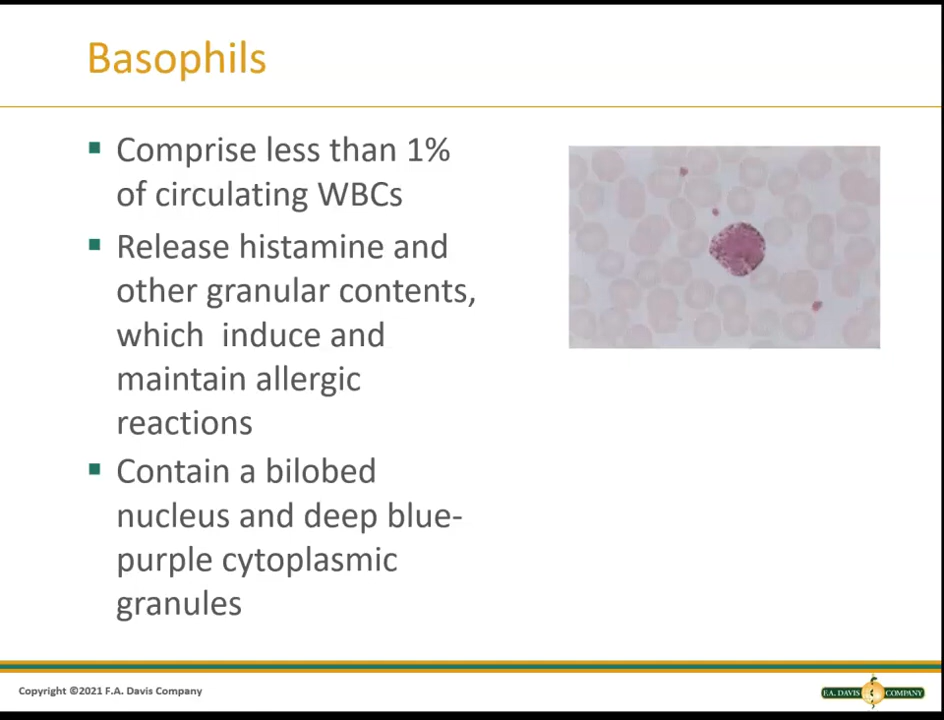 Basophils
Comprise less than 1%
of circulating WBCs
Release histamine and
other granular contents,
which  induce and
maintain allergic
reactions
Contain a bilobed
nucleus and deep blue-
purple cytoplasmic
granules
Copyright ©2021 F.A. Davis Company
F.A. DAVIS COMPANY